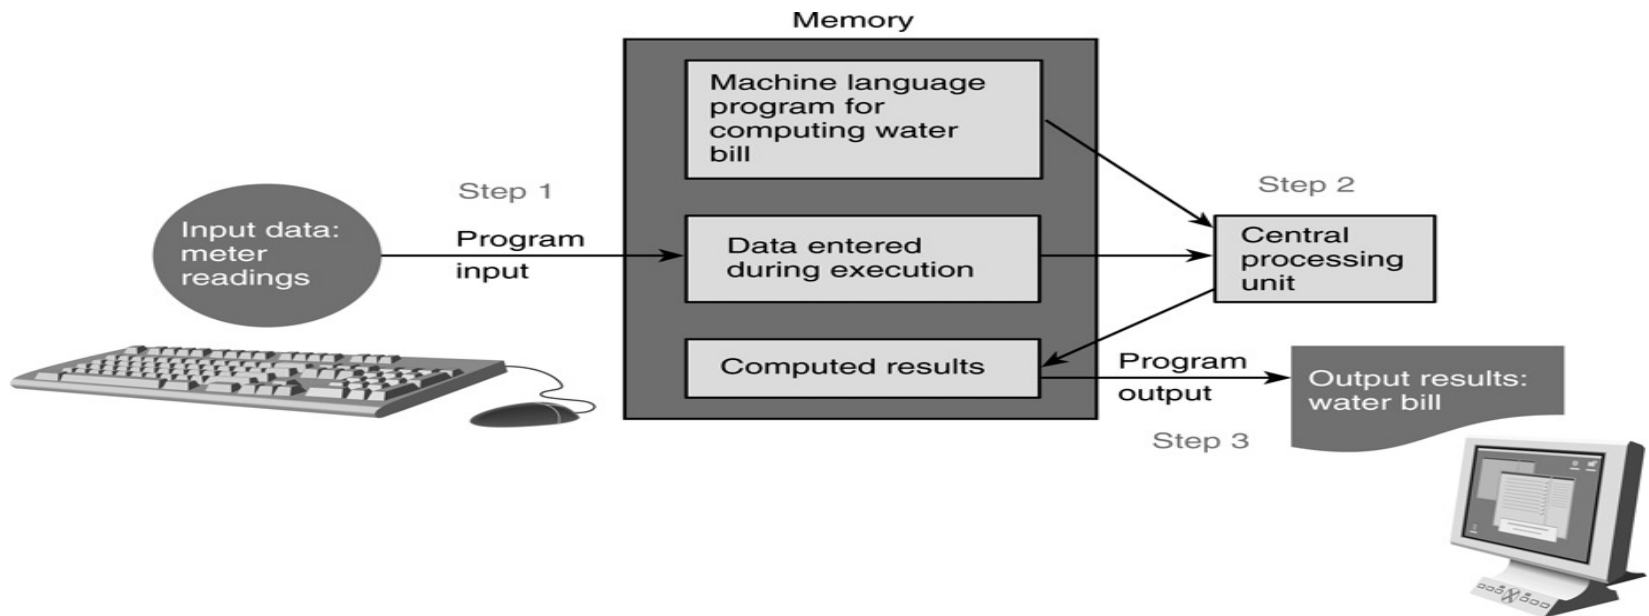 Memory
Machine language
program for
computing water
bill
Step 1
Step 2
Input data:
meter
readings
Program
input
Data entered
during execution
Central
processing
unit
Computed results
Program
output
Output results:
water bill
Step 3